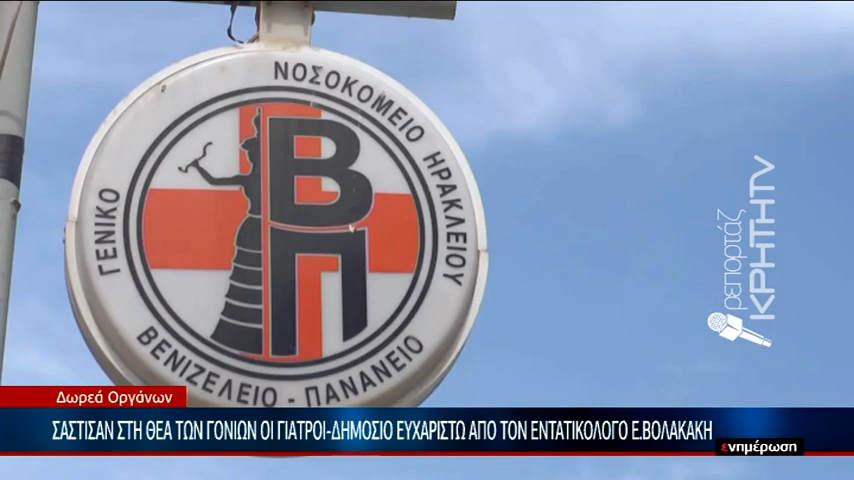 ΓΕΝΙΚΟ ΝΟΣΟΚΟΜΕΙΟ ΗΡΑΚΛΕΙΟΥ
ΒΠ
ΒΕΝΙΖΕΛΕΙΟ - ΠΑΝΑΝΕΙΟ
ρεπορτάζ
ΚΡΗΤΗTV
Δωρεά Οργάνων
ΣΑΣΤΙΣΑΝ ΣΤΗ ΘΕΑ ΤΩΝ ΓΟΝΙΩΝ ΟΙ ΓΙΑΤΡΟΙ-ΔΗΜΟΣΙΟ ΕΥΧΑΡΙΣΤΩ ΑΠΟ ΤΟΝ ΕΝΤΑΤΙΚΟΛΟΓΟ Ε.ΒΟΛΑΚΑΚΗ
ενημέρωση